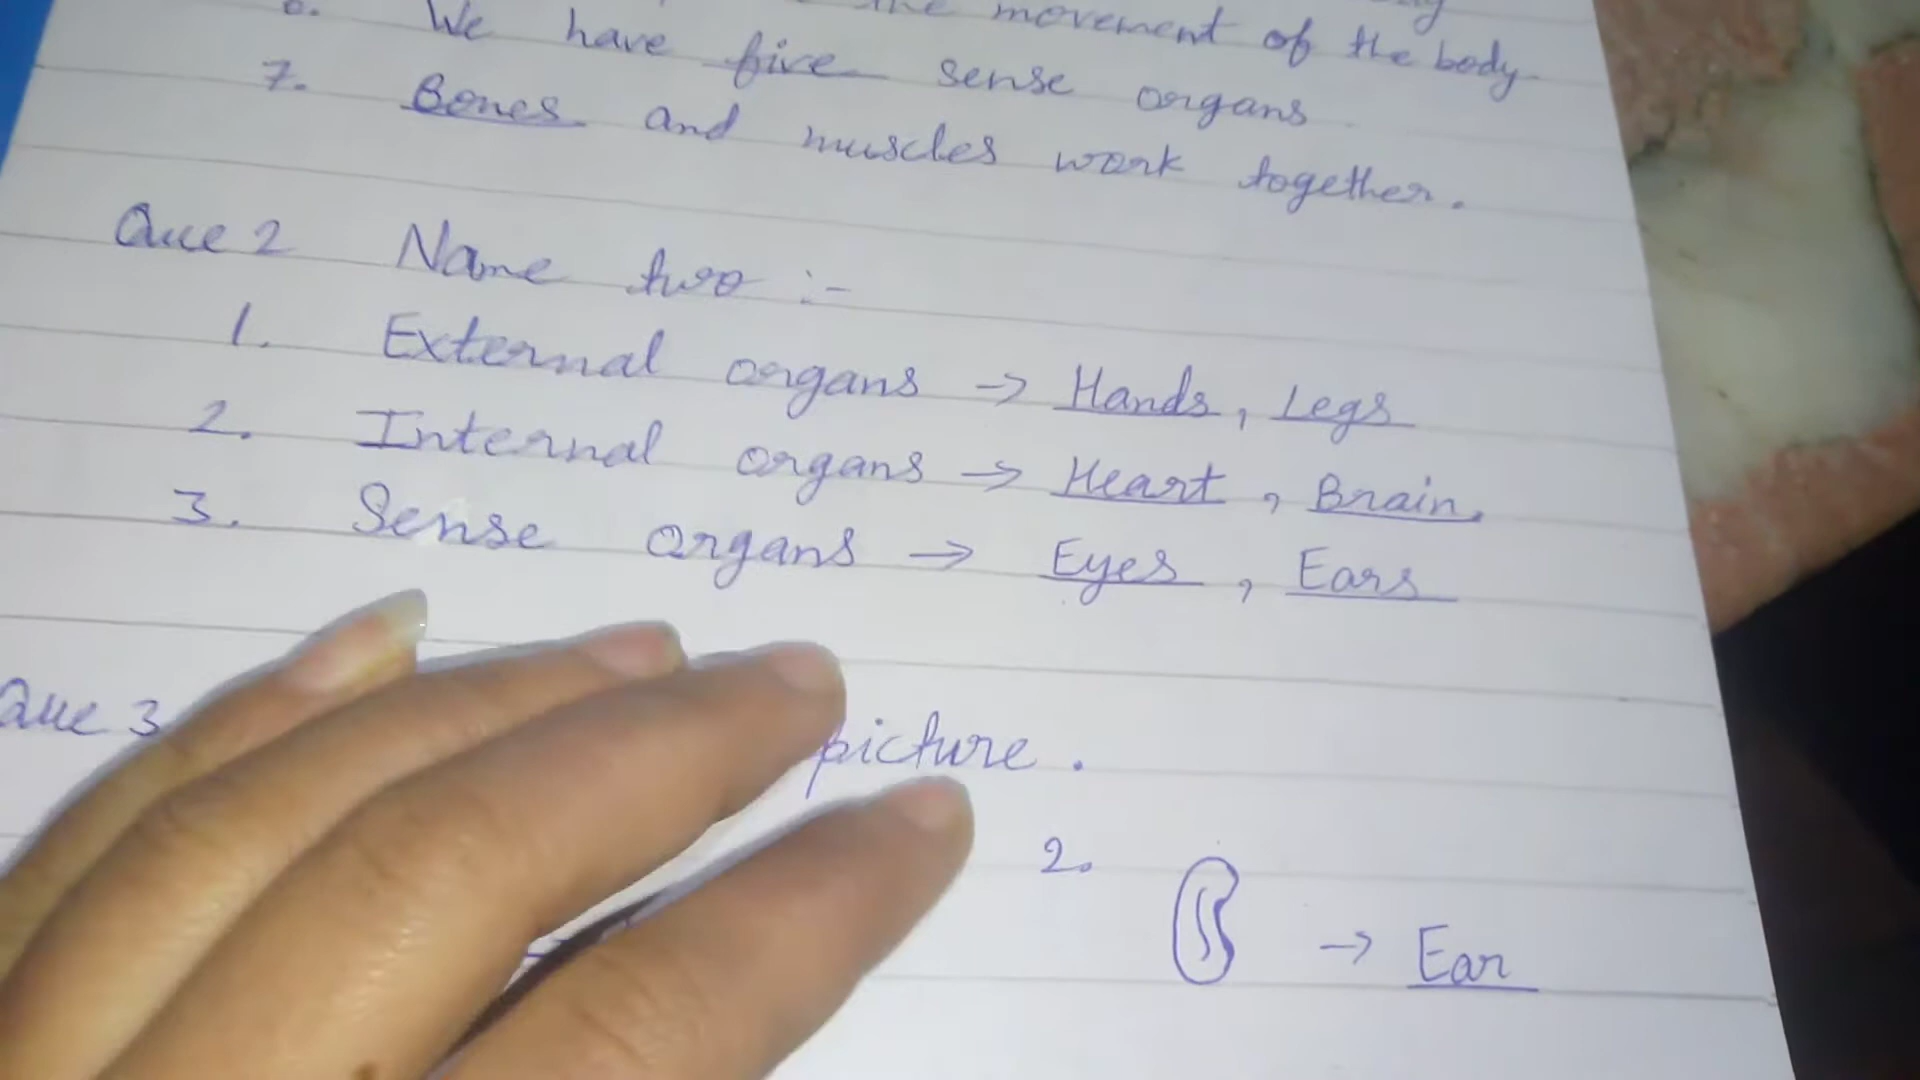 the movement of the body
6. We have five sense organs
7. Bones and muscles work together.
Que 2 Name two :-
1. External organs → Hands, Legs
2. Internal organs → Heart, Brain.
3. Sense organs → Eyes, Ears
Que 3 picture.
2. → Ear